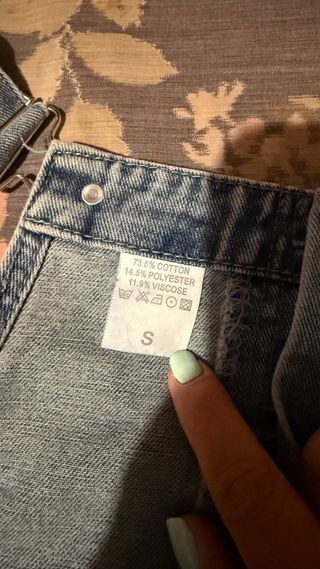 73.6% COTTON
14.5% POLYESTER
11.9% VISCOSE
S